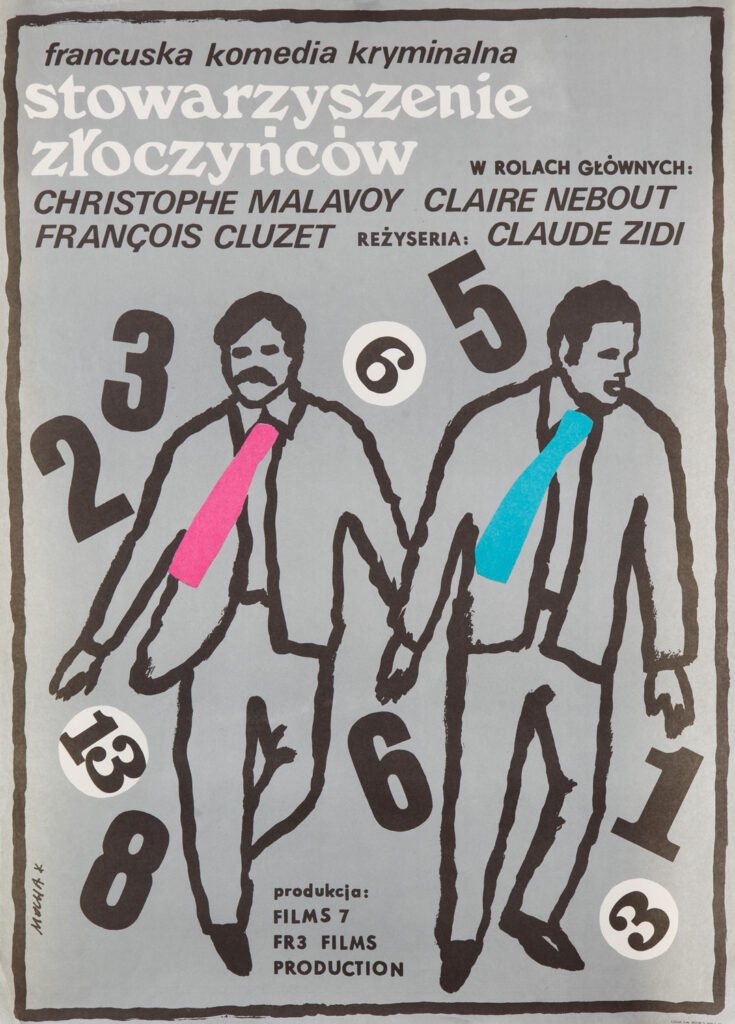 francuska komedia kryminalna
stowarzyszenie
złoczyńców
W ROLACH GŁÓWNYCH:
CHRISTOPHE MALAVOY CLAIRE NEBOUT
FRANÇOIS CLUZET REŻYSERIA: CLAUDE ZIDI
5
3
6
2
13
6
1
8
3
produkcja:
FILMS 7
FR3 FILMS
PRODUCTION
MOCHA K.